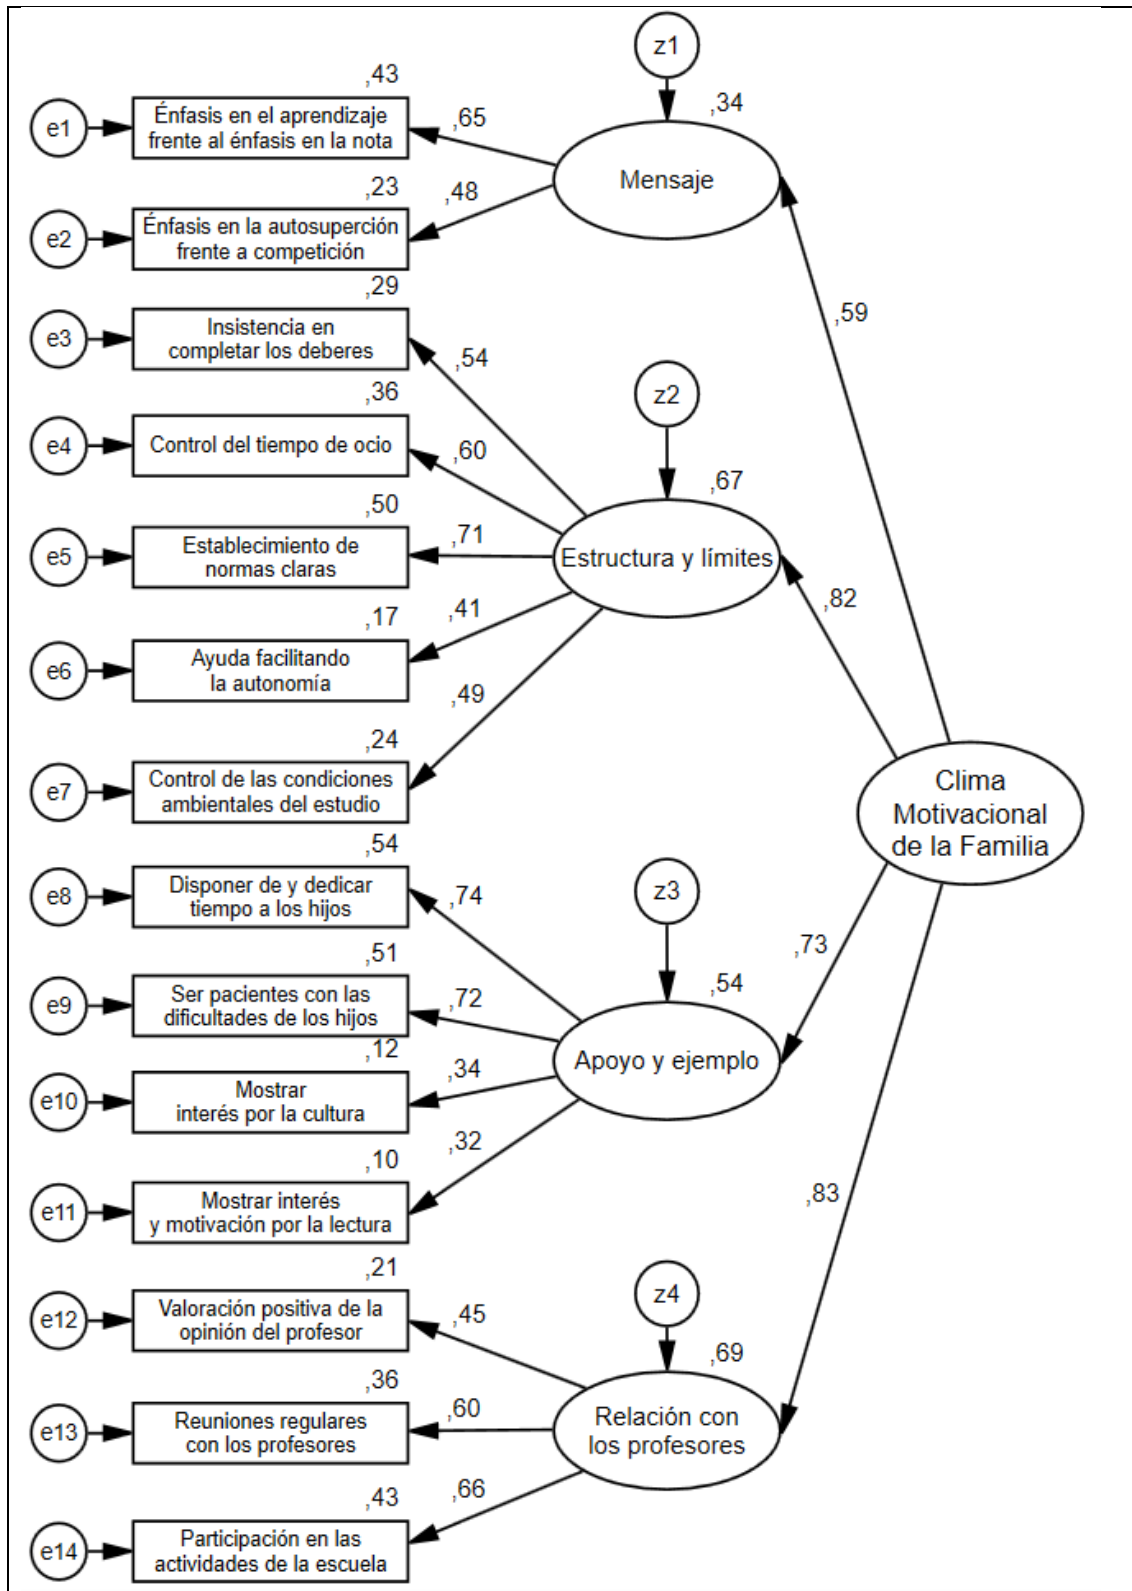 z1
,43
,34
e1
Énfasis en el aprendizaje
frente al énfasis en la nota
,65
Mensaje
,23
,48
e2
Énfasis en la autosuperción
frente a competición
,29
,59
e3
Insistencia en
completar los deberes
,54
z2
,36
e4
Control del tiempo de ocio
,60
,67
,50
e5
Establecimiento de
normas claras
,71
Estructura y límites
,82
,17
,41
e6
Ayuda facilitando
la autonomía
,49
,24
e7
Control de las condiciones
ambientales del estudio
Clima
Motivacional
de la Familia
,54
e8
Disponer de y dedicar
tiempo a los hijos
,74
z3
,73
,51
e9
Ser pacientes con las
dificultades de los hijos
,72
,54
,12
Apoyo y ejemplo
e10
Mostrar
interés por la cultura
,34
,10
,32
e11
Mostrar interés
y motivación por la lectura
,83
,21
z4
e12
Valoración positiva de la
opinión del profesor
,45
,69
,36
e13
Reuniones regulares
con los profesores
,60
Relación con
los profesores
,43
,66
e14
Participación en las
actividades de la escuela